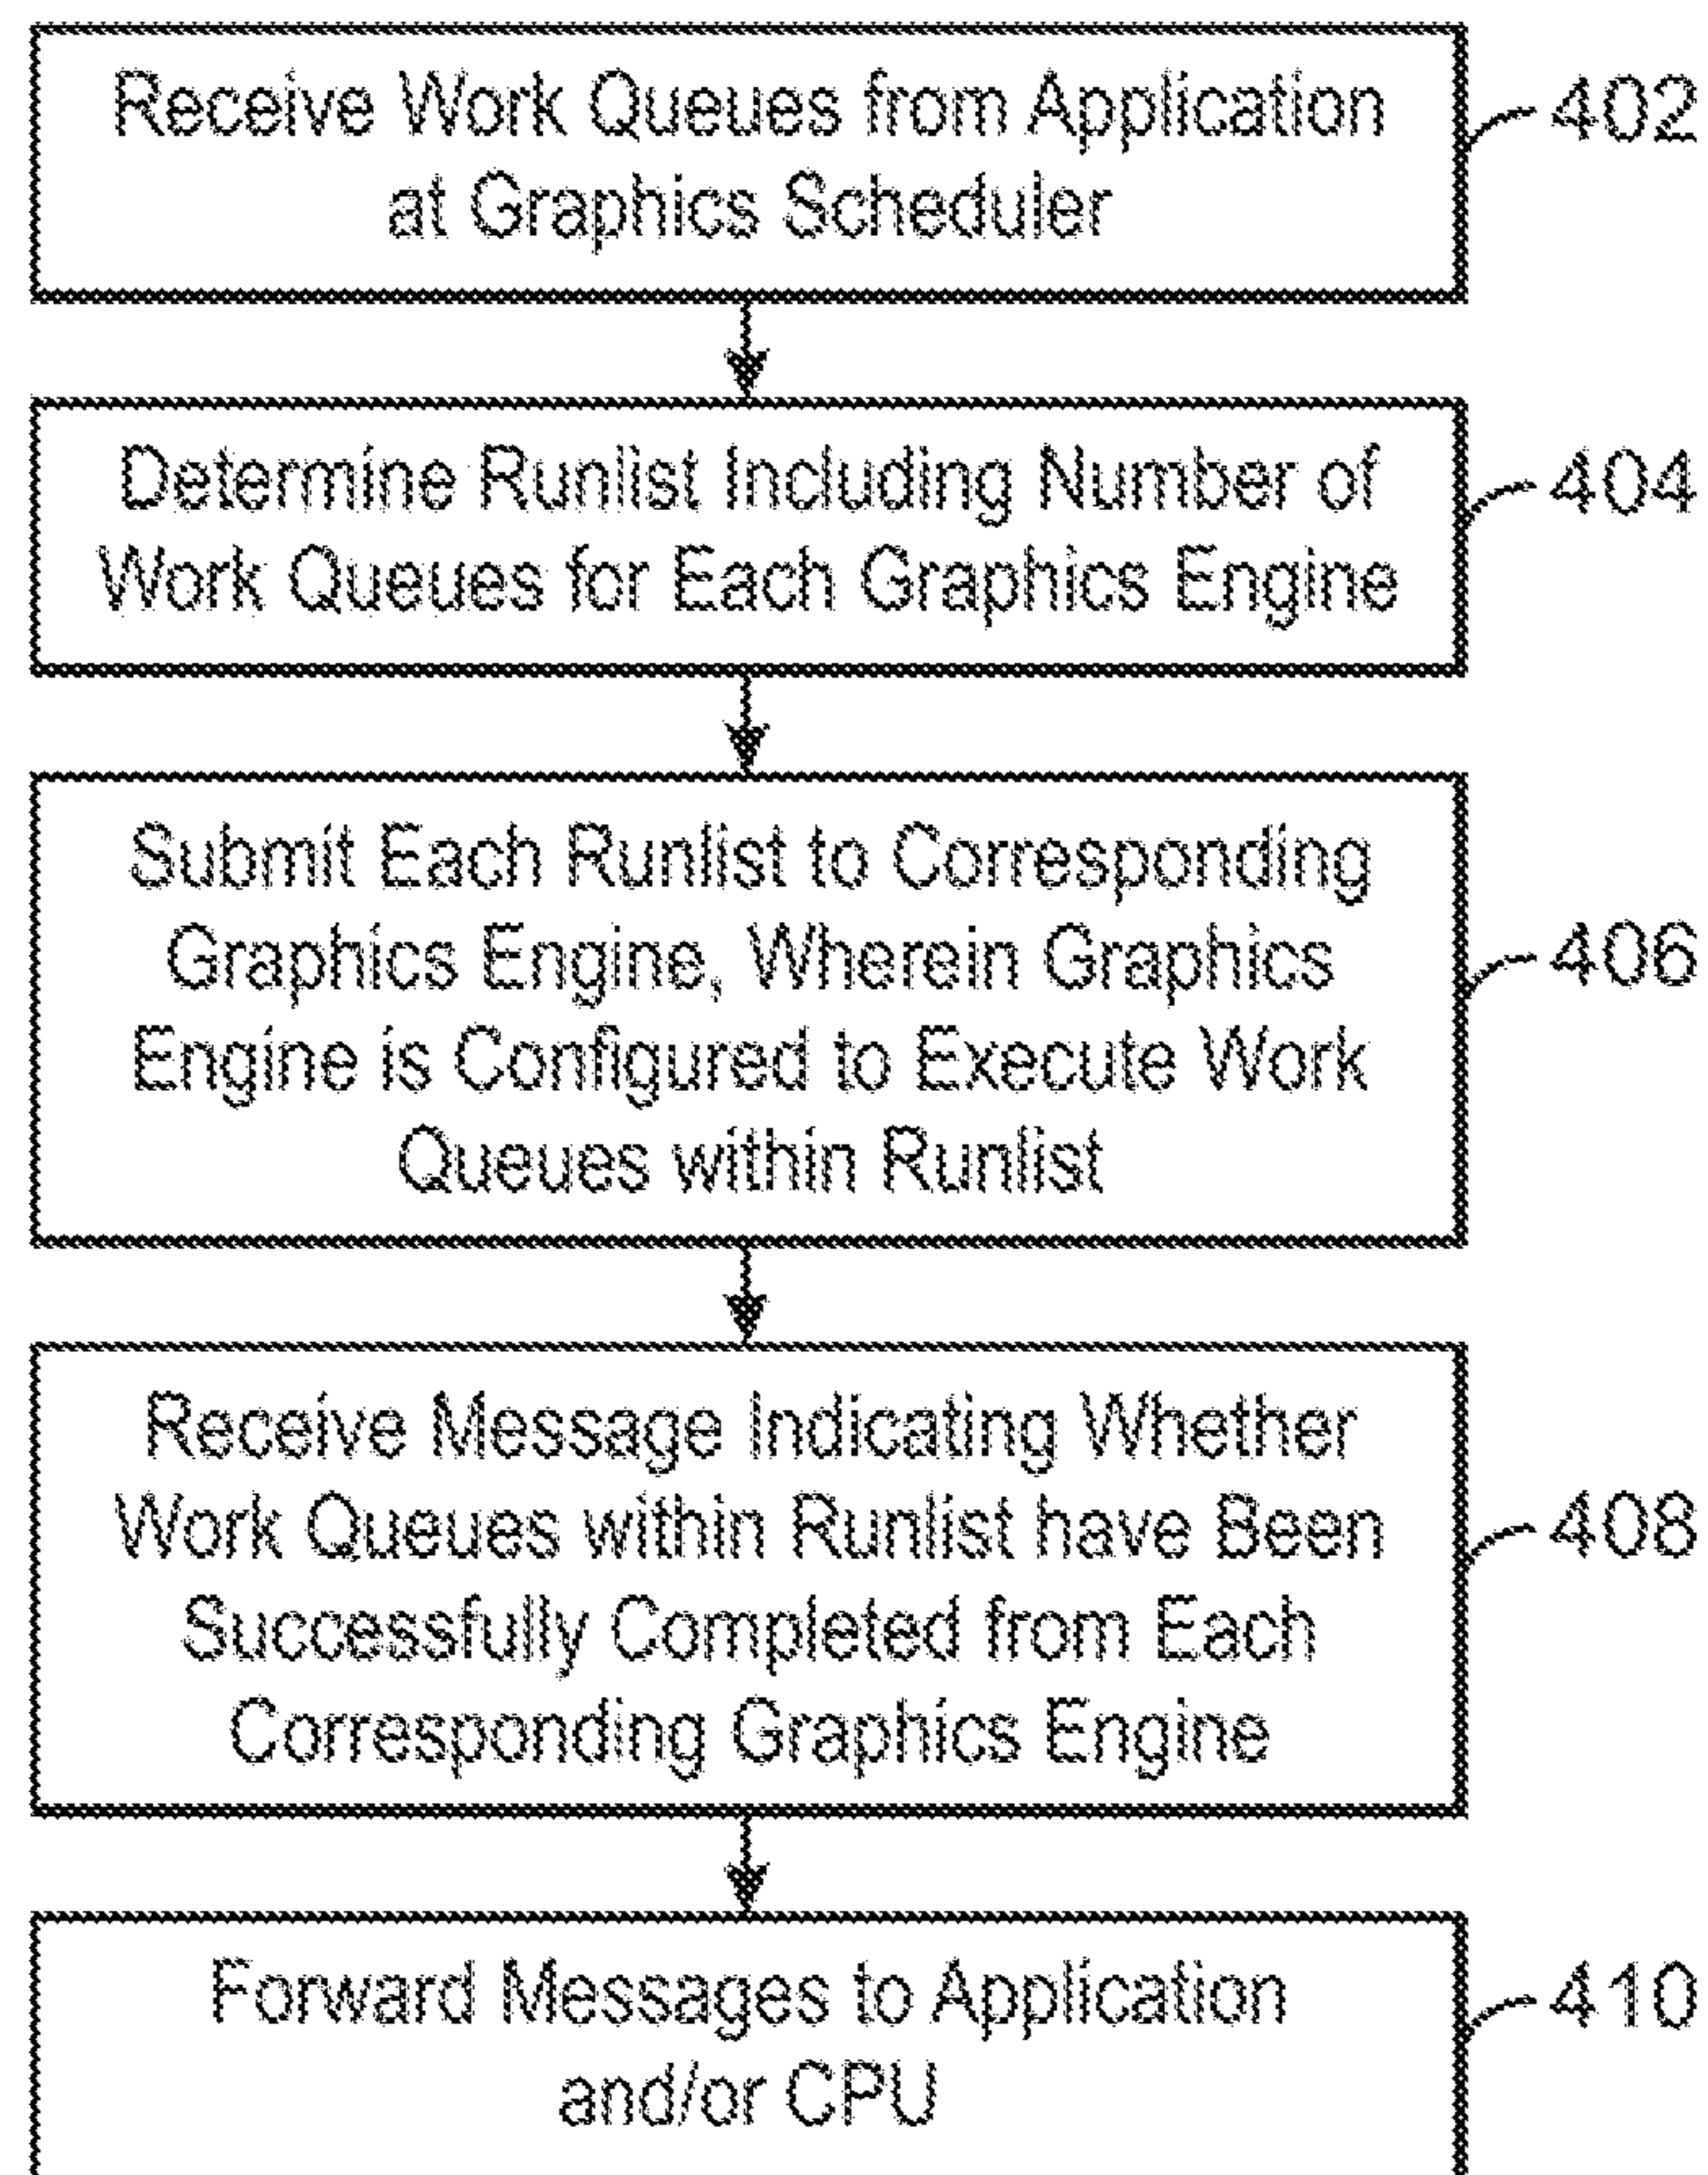 Receive Work Queues from Application
at Graphics Scheduler
402
Determine Runlist Including Number of
Work Queues for Each Graphics Engine
404
Submit Each Runlist to Corresponding
Graphics Engine, Wherein Graphics
Engine is Configured to Execute Work
Queues within Runlist
406
Receive Message Indicating Whether
Work Queues within Runlist have Been
Successfully Completed from Each
Corresponding Graphics Engine
408
Forward Messages to Application
and/or CPU
410